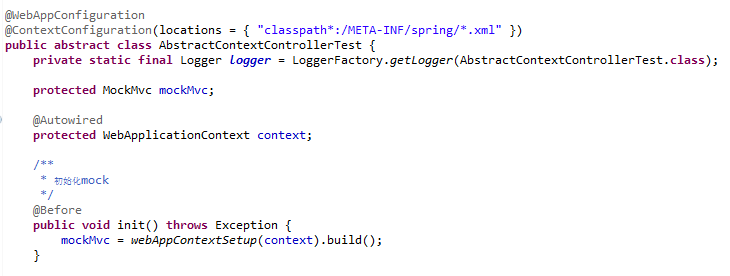 @WebAppConfiguration
@ContextConfiguration(locations = { "classpath*:/META-INF/spring/*.xml" })
public abstract class AbstractContextControllerTest {
private static final Logger logger = LoggerFactory.getLogger(AbstractContextControllerTest.class);
protected MockMvc mockMvc;
@Autowired
protected WebApplicationContext context;
/**
* 初始化mock
*/
@Before
public void init() throws Exception {
mockMvc = webAppContextSetup(context).build();
}